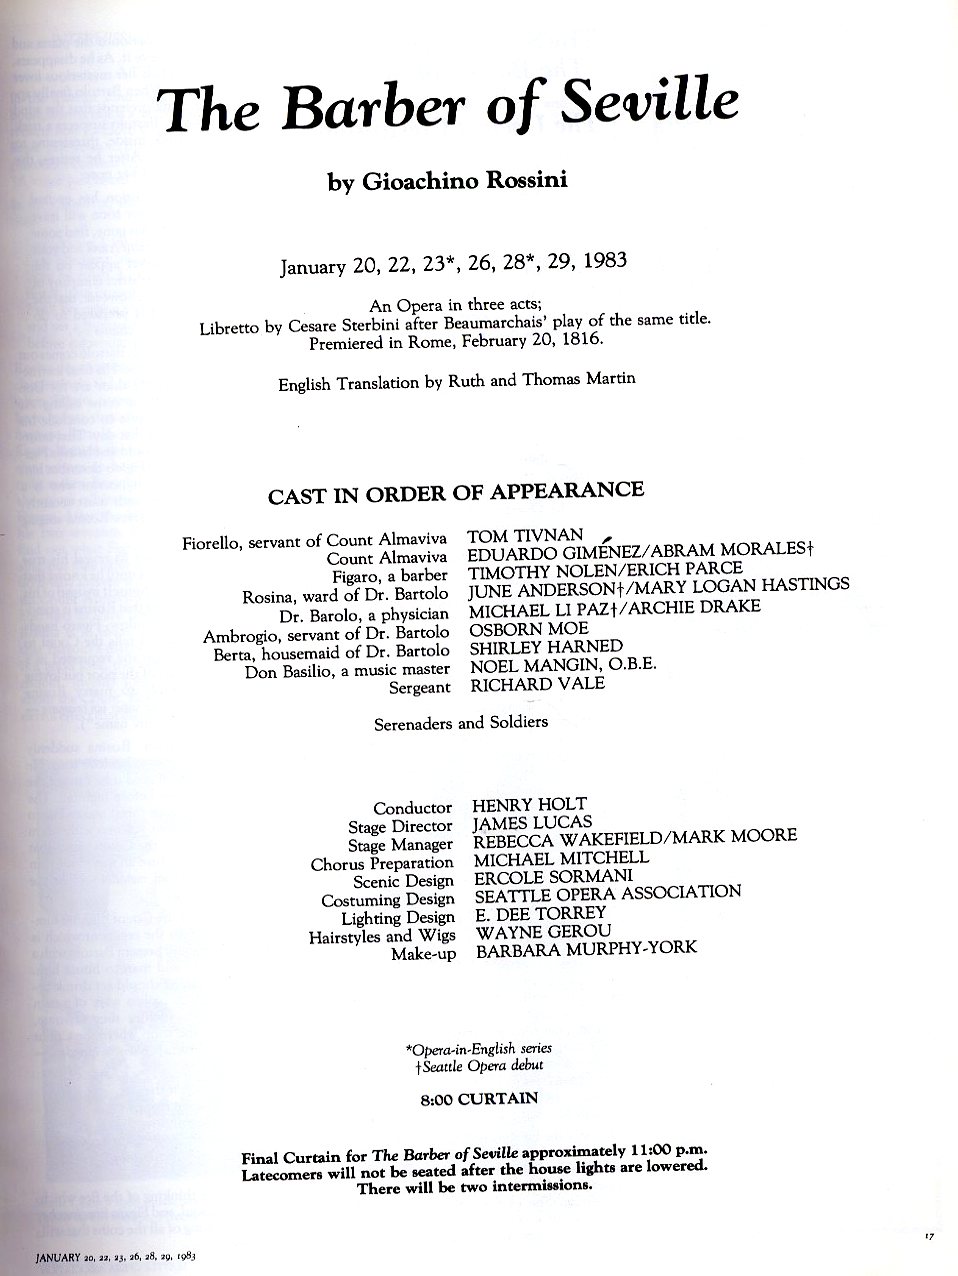 The Barber of Seville
by Gioachino Rossini
January 20, 22, 23*, 26, 28*, 29, 1983
An Opera in three acts;
Libretto by Cesare Sterbini after Beaumarchais' play of the same title.
Premiered in Rome, February 20, 1816.
English Translation by Ruth and Thomas Martin
CAST IN ORDER OF APPEARANCE
Fiorello, servant of Count Almaviva TOM TIVNAN
Count Almaviva EDUARDO GIMÉNEZ/ABRAM MORALES†
Figaro, a barber TIMOTHY NOLEN/ERICH PARCE
Rosina, ward of Dr. Bartolo JUNE ANDERSON†/MARY LOGAN HASTINGS
Dr. Barolo, a physician MICHAEL LI PAZ†/ARCHIE DRAKE
Ambrogio, servant of Dr. Bartolo OSBORN MOE
Berta, housemaid of Dr. Bartolo SHIRLEY HARNED
Don Basilio, a music master NOEL MANGIN, O.B.E.
Sergeant RICHARD VALE
Serenaders and Soldiers
Conductor HENRY HOLT
Stage Director JAMES LUCAS
Stage Manager REBECCA WAKEFIELD/MARK MOORE
Chorus Preparation MICHAEL MITCHELL
Scenic Design ERCOLE SORMANI
Costuming Design SEATTLE OPERA ASSOCIATION
Lighting Design E. DEE TORREY
Hairstyles and Wigs WAYNE GEROU
Make-up BARBARA MURPHY-YORK
*Opera-in-English series
†Seattle Opera debut
8:00 CURTAIN
Final Curtain for The Barber of Seville approximately 11:00 p.m.
Latecomers will not be seated after the house lights are lowered.
There will be two intermissions.
17
JANUARY 20, 22, 23, 26, 28, 29, 1983